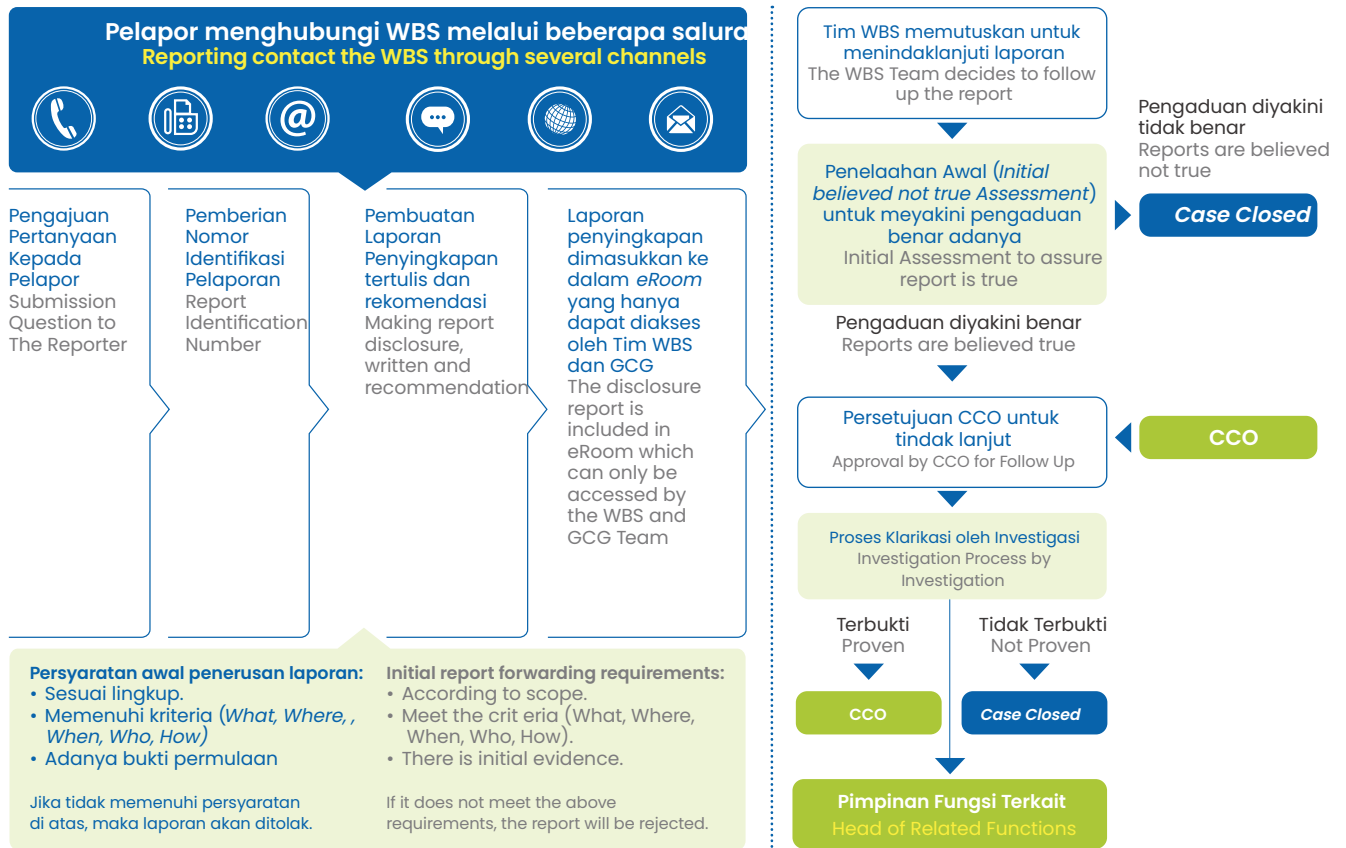 Pelapor menghubungi WBS melalui beberapa salura
Reporting contact the WBS through several channels
@
Pengajuan
Pertanyaan
Kepada
Pelapor
Submission
Question to
The Reporter
Pemberian
Nomor
Identifikasi
Pelaporan
Report
Identification
Number
Pembuatan
Laporan
Penyingkapan
tertulis dan
rekomendasi
Making report
disclosure,
written and
recommendation
Laporan
penyingkapan
dimasukkan ke
dalam eRoom
yang hanya
dapat diakses
oleh Tim WBS
dan GCG
The disclosure
report is
included in
eRoom which
can only be
accessed by
the WBS and
GCG Team
Persyaratan awal penerusan laporan:
• Sesuai lingkup.
• Memenuhi kriteria (What, Where, ,
When, Who, How)
• Adanya bukti permulaan
Jika tidak memenuhi persyaratan
di atas, maka laporan akan ditolak.
Initial report forwarding requirements:
• According to scope.
• Meet the crit eria (What, Where,
When, Who, How).
• There is initial evidence.
If it does not meet the above
requirements, the report will be rejected.
Tim WBS memutuskan untuk
menindaklanjuti laporan
The WBS Team decides to follow
up the report
Penelaahan Awal (Initial
believed not true Assessment)
untuk meyakini pengaduan
benar adanya
Initial Assessment to assure
report is true
Pengaduan diyakini
tidak benar
Reports are believed
not true
Case Closed
Pengaduan diyakini benar
Reports are believed true
Persetujuan CCO untuk
tindak lanjut
Approval by CCO for Follow Up
CCO
Proses Klarikasi oleh Investigasi
Investigation Process by
Investigation
Terbukti
Proven
Tidak Terbukti
Not Proven
CCO
Case Closed
Pimpinan Fungsi Terkait
Head of Related Functions